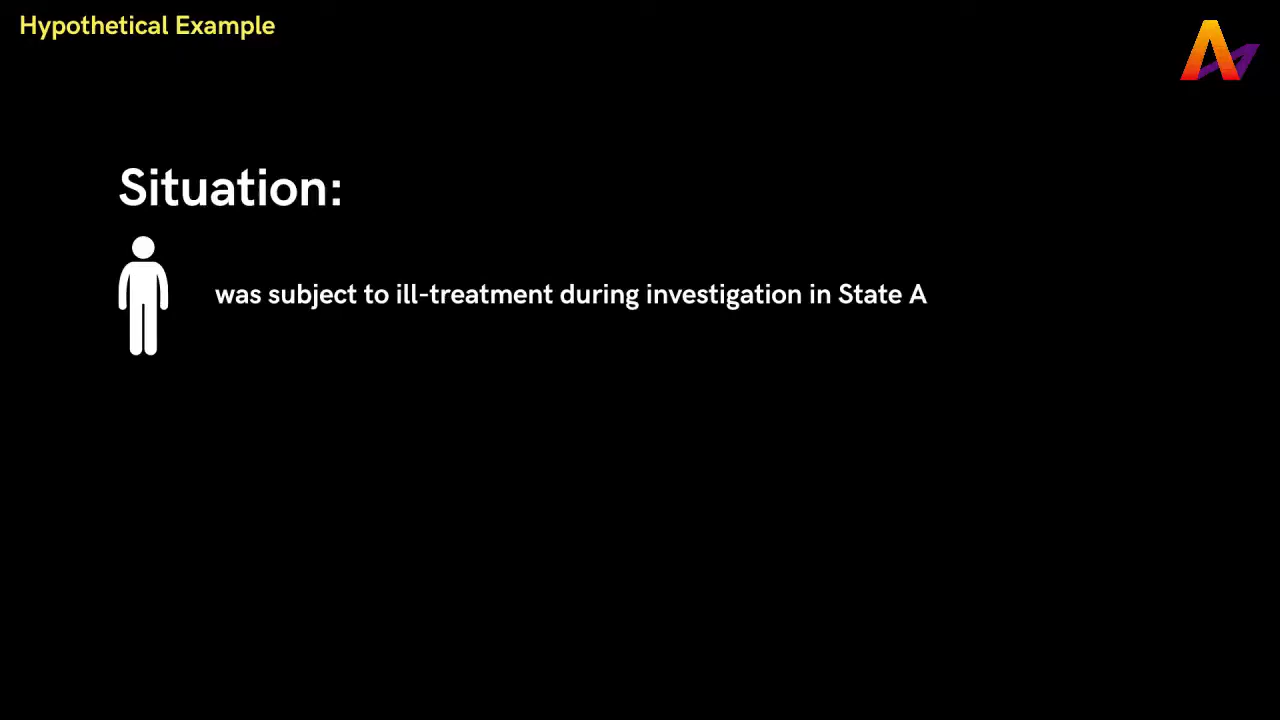 Hypothetical Example
Situation:
was subject to ill-treatment during investigation in State A